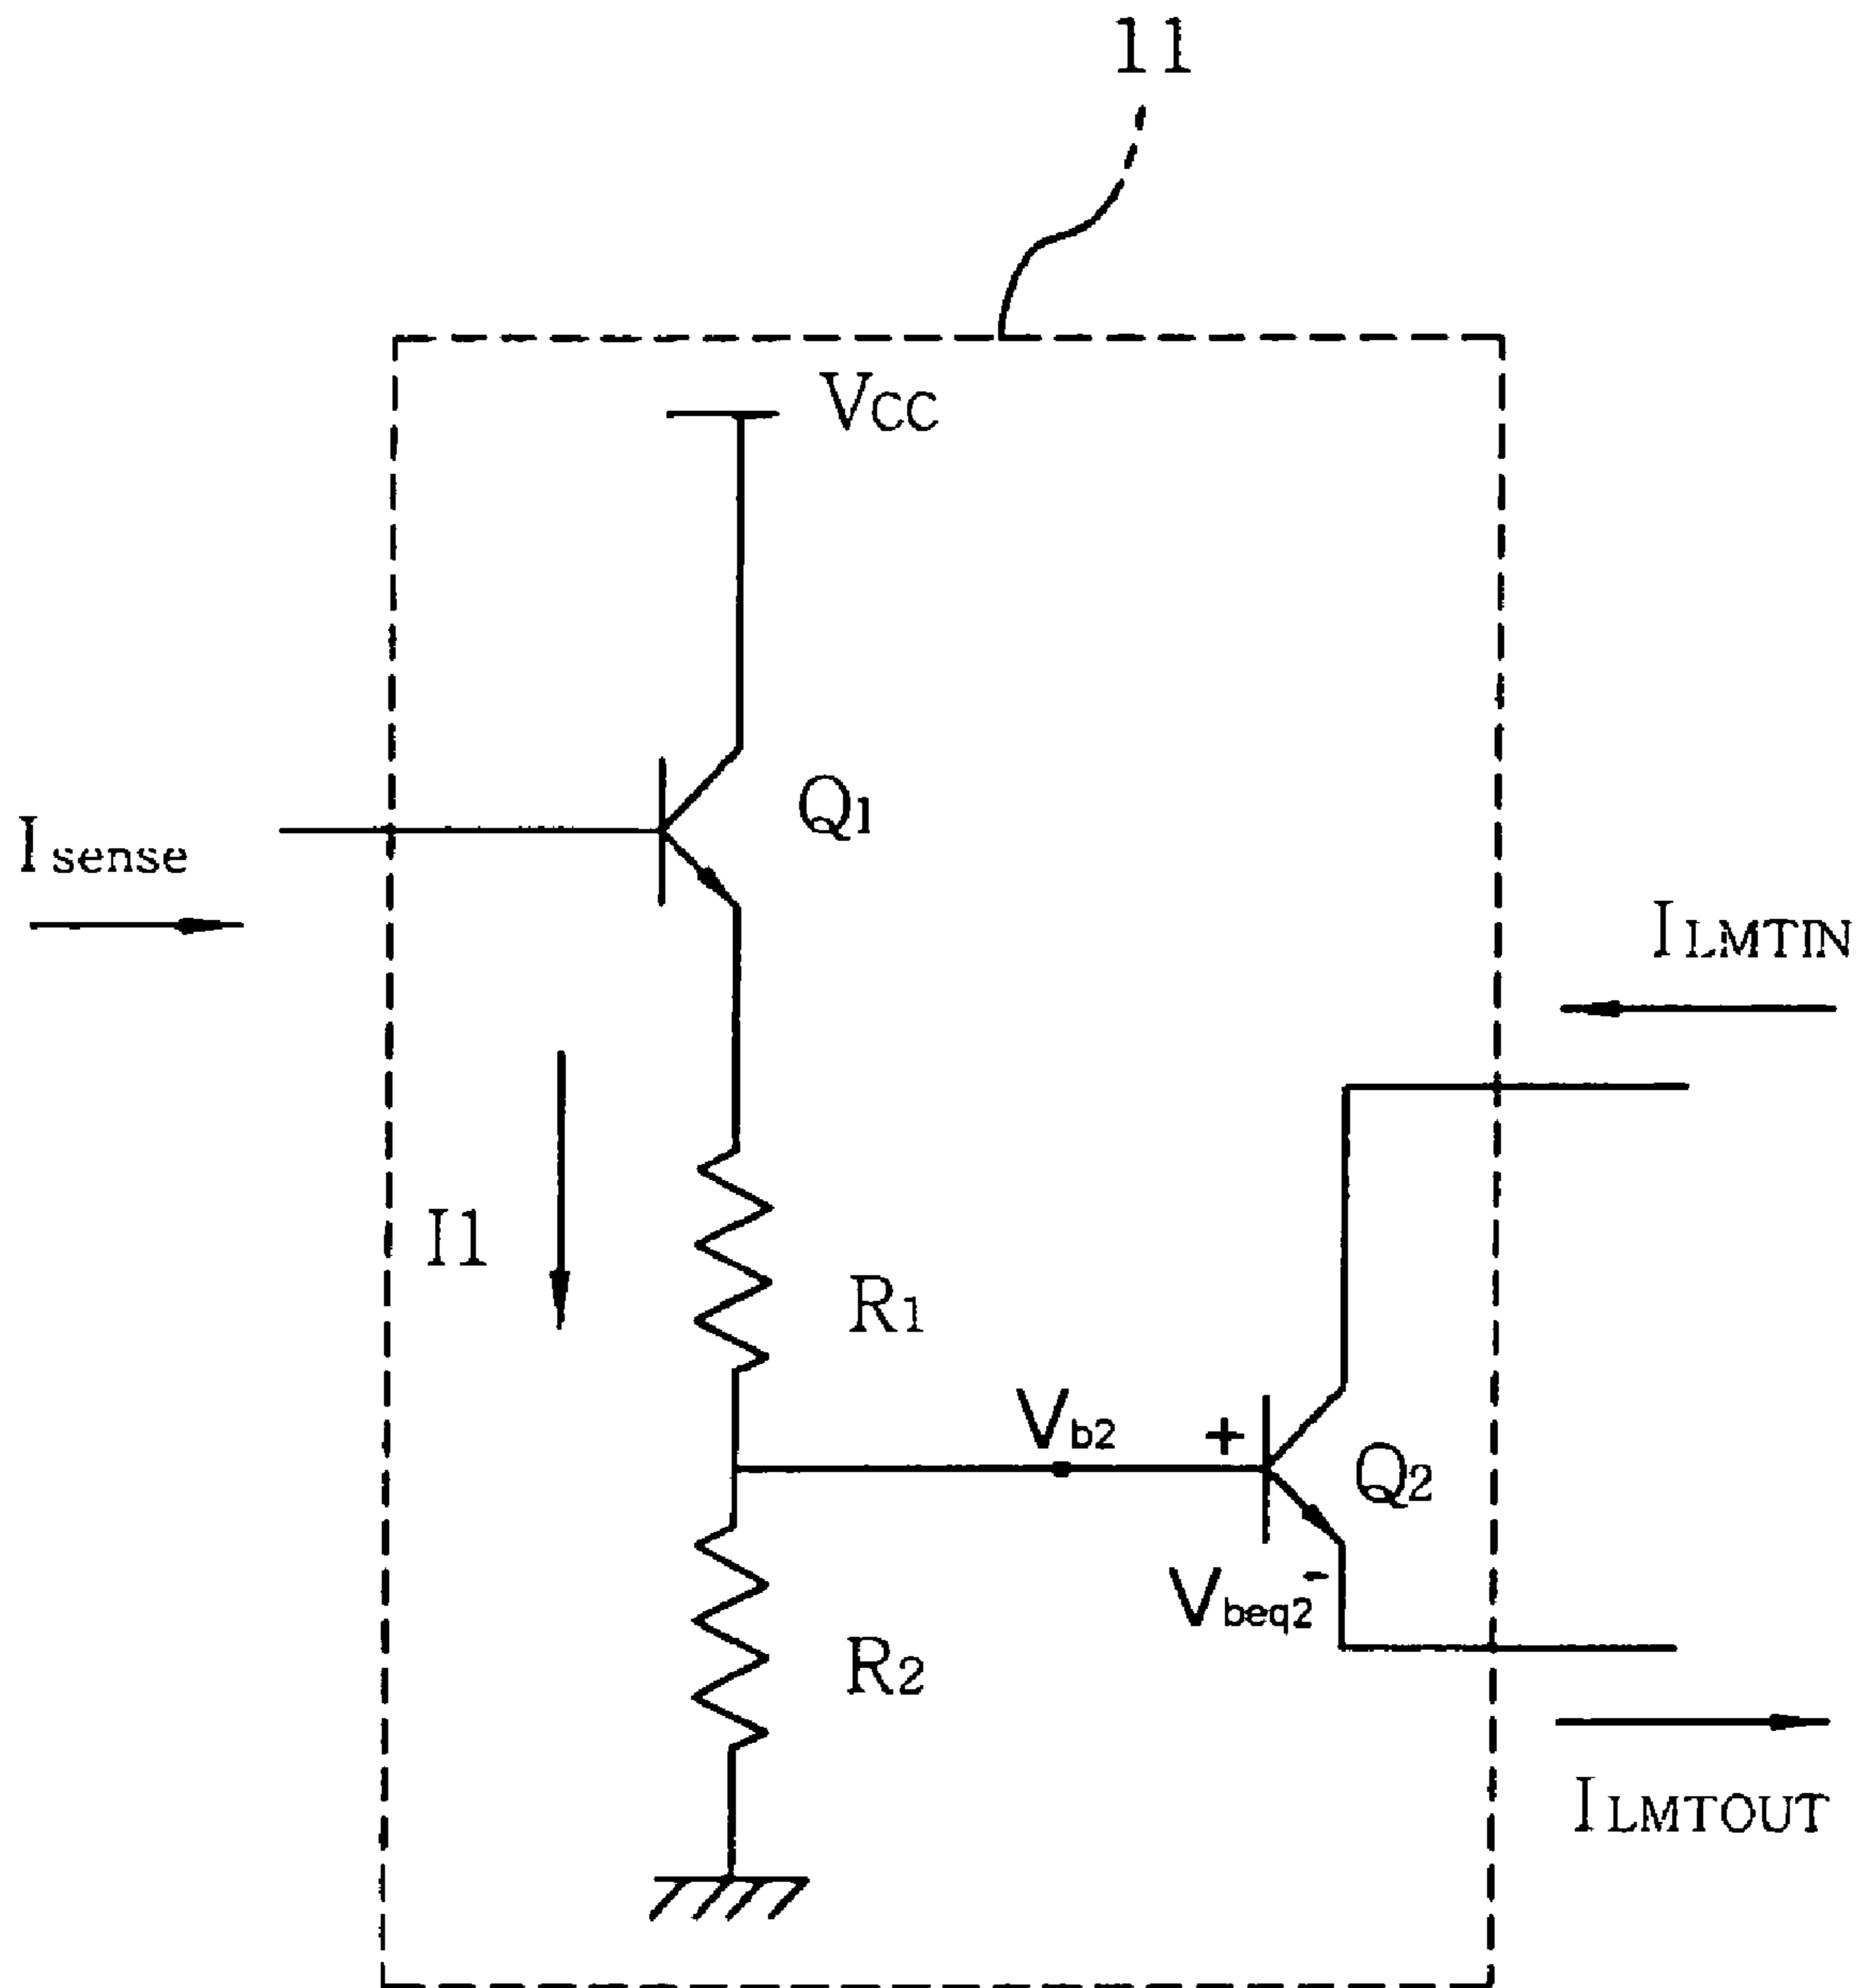 11
Vcc
Q1
Isense
ILMTIN
I1
R1
Vb2
+
Q2
-
Vbeq2
R2
ILMTOUT